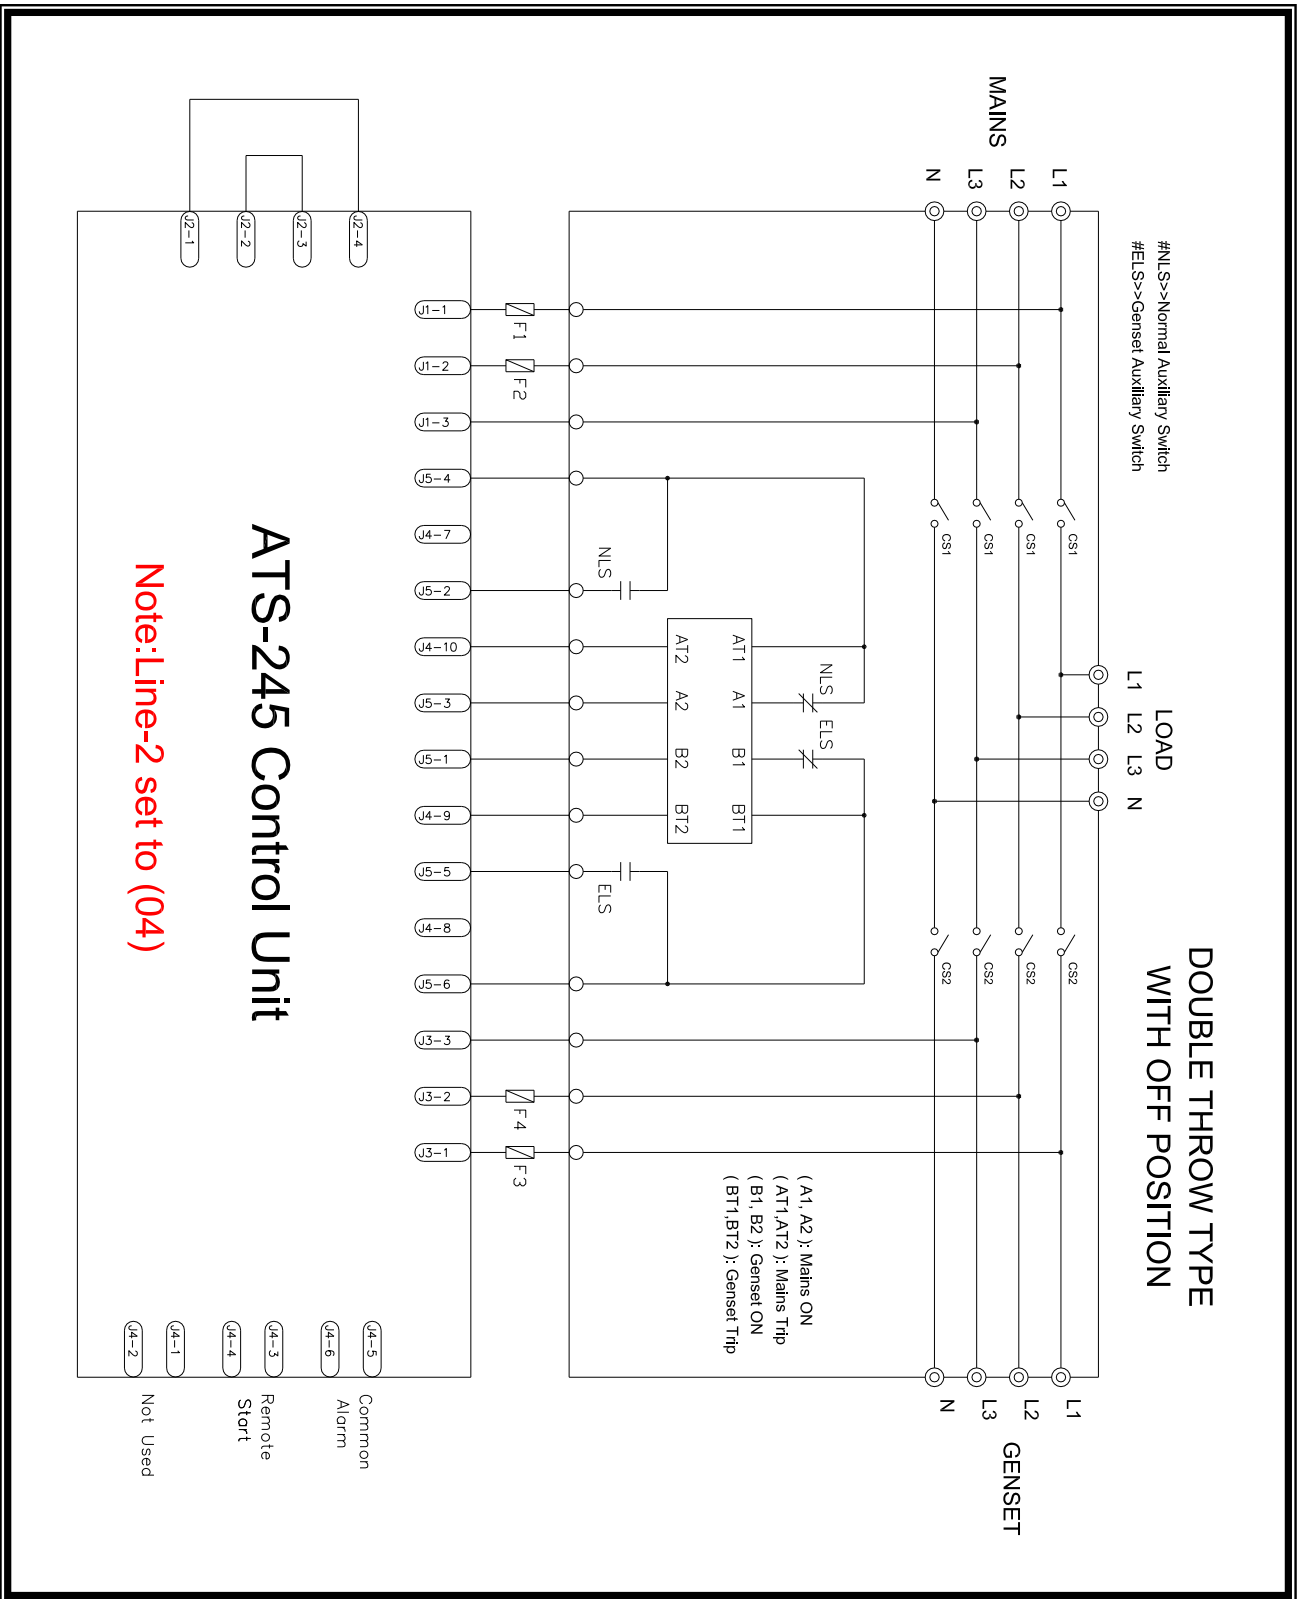 DOUBLE THROW TYPE
WITH OFF POSITION
#NLS>>Normal Auxiliary Switch
#ELS>>Genset Auxiliary Switch
LOAD
L1 L2 L3 N
MAINS
L1
L2
L3
N
CS1
CS1
CS1
CS1
CS2
CS2
CS2
CS2
L1
L2
L3
N
GENSET
NLS ELS
AT1 A1 B1 BT1
AT2 A2 B2 BT2
NLS
ELS
( A1, A2 ): Mains ON
( AT1,AT2 ): Mains Trip
( B1, B2 ): Genset ON
( BT1,BT2 ): Genset Trip
F1 F2 F4 F3
J1-1 J1-2 J1-3 J5-4 J4-7 J5-2 J4-10 J5-3 J5-1 J4-9 J5-5 J4-8 J5-6 J3-3 J3-2 J3-1
J2-4
J2-3
J2-2
J2-1
ATS-245 Control Unit
Note:Line-2 set to (04)
J4-5
J4-6
Common
Alarm
J4-3
J4-4
Remote
Start
J4-1
J4-2
Not Used